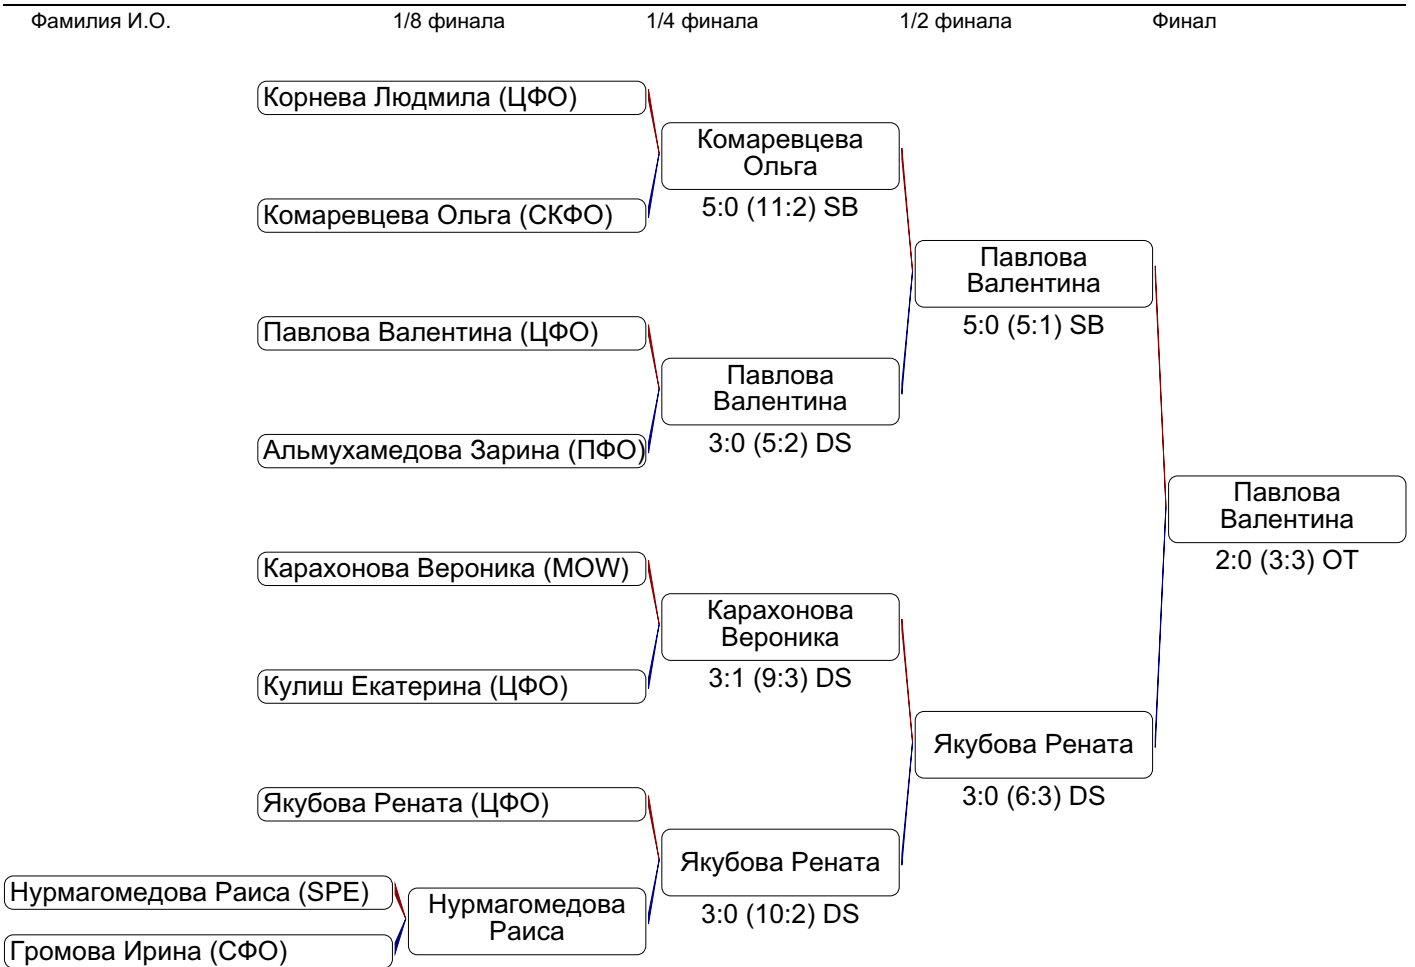 Фамилия И.О.
1/8 финала
1/4 финала
1/2 финала
Финал
Корнева Людмила (ЦФО)
Комаревцева
Ольга
5:0 (11:2) SB
Комаревцева Ольга (СКФО)
Павлова
Валентина
5:0 (5:1) SB
Павлова Валентина (ЦФО)
Павлова
Валентина
3:0 (5:2) DS
Альмухамедова Зарина (ПФО)
Павлова
Валентина
2:0 (3:3) OT
Карахонова Вероника (MOW)
Карахонова
Вероника
3:1 (9:3) DS
Кулиш Екатерина (ЦФО)
Якубова Рената
3:0 (6:3) DS
Якубова Рената (ЦФО)
Якубова Рената
3:0 (10:2) DS
Нурмагомедова Раиса (SPE)
Нурмагомедова
Раиса
Громова Ирина (СФО)